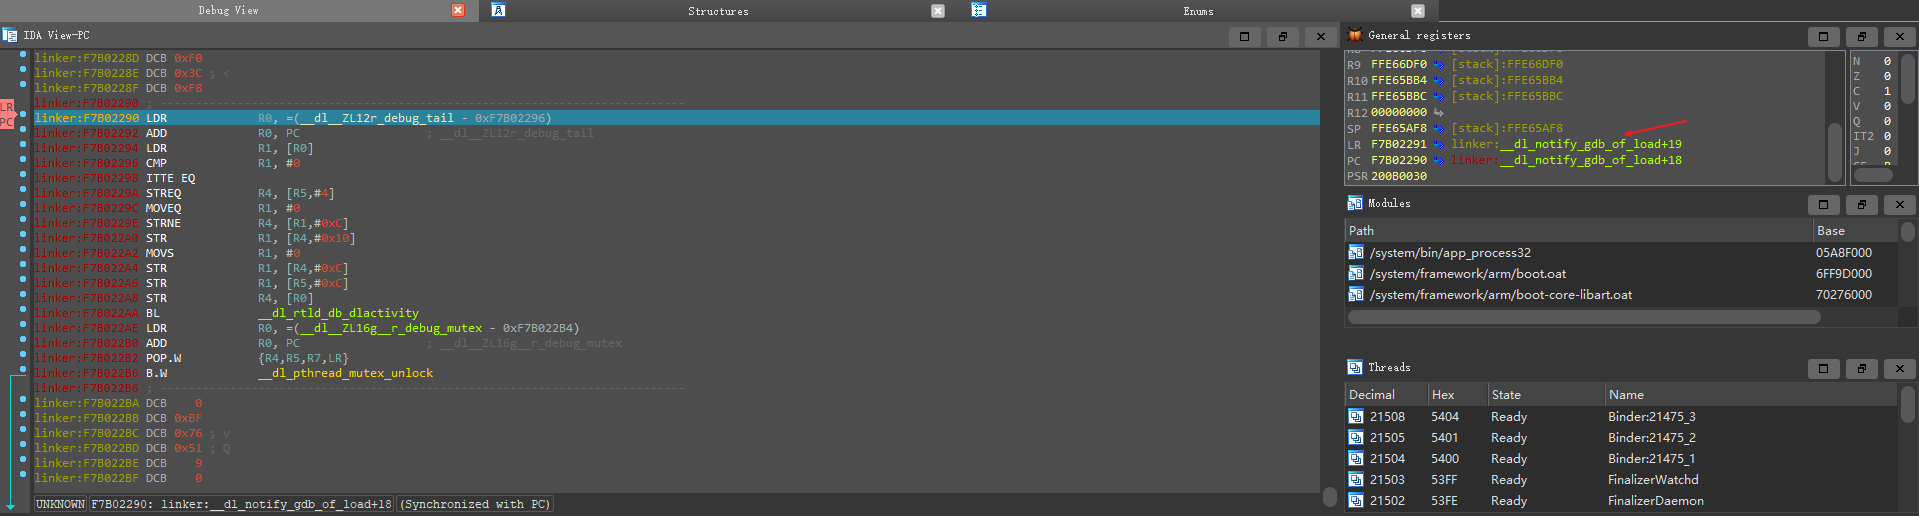 Debug View
Structures
Enums
IDA View-PC
linker:F7B0228D DCB 0xF0
linker:F7B0228E DCB 0x3C ; <
linker:F7B0228F DCB 0xF8
linker:F7B02290 ; ---------------------------------------------------------------------------
linker:F7B02290 LDR R0, =(__dl__ZL12r_debug_tail - 0xF7B02296)
linker:F7B02292 ADD R0, PC ; __dl__ZL12r_debug_tail
linker:F7B02294 LDR R1, [R0]
linker:F7B02296 CMP R1, #0
linker:F7B02298 ITTE EQ
linker:F7B0229A STREQ R4, [R5,#4]
linker:F7B0229C MOVEQ R1, #0
linker:F7B0229E STRNE R4, [R1,#0xC]
linker:F7B022A0 STR R1, [R4,#0x10]
linker:F7B022A2 MOVS R1, #0
linker:F7B022A4 STR R1, [R4,#0xC]
linker:F7B022A6 STR R1, [R5,#0xC]
linker:F7B022A8 STR R4, [R0]
linker:F7B022AA BL __dl_rtld_db_dlactivity
linker:F7B022AE LDR R0, =(__dl__ZL16g__r_debug_mutex - 0xF7B022B4)
linker:F7B022B0 ADD R0, PC ; __dl__ZL16g__r_debug_mutex
linker:F7B022B2 POP.W {R4,R5,R7,LR}
linker:F7B022B6 B.W __dl_pthread_mutex_unlock
linker:F7B022B6 ; ---------------------------------------------------------------------------
linker:F7B022BA DCB 0
linker:F7B022BB DCB 0xBF
linker:F7B022BC DCB 0x76 ; v
linker:F7B022BD DCB 0x51 ; Q
linker:F7B022BE DCB 9
linker:F7B022BF DCB 0
LR
PC
UNKNOWN F7B02290: linker:__dl_notify_gdb_of_load+18 (Synchronized with PC)
General registers
R9 FFE66DF0 [stack]:FFE66DF0
R10 FFE65BB4 [stack]:FFE65BB4
R11 FFE65BBC [stack]:FFE65BBC
R12 00000000
SP FFE65AF8 [stack]:FFE65AF8
LR F7B02291 linker:__dl_notify_gdb_of_load+19
PC F7B02290 linker:__dl_notify_gdb_of_load+18
PSR 200B0030
N 0
Z 0
C 1
V 0
Q 0
IT2 0
J 0
Modules
Path Base
/system/bin/app_process32 05A8F000
/system/framework/arm/boot.oat 6FF9D000
/system/framework/arm/boot-core-libart.oat 70276000
Threads
Decimal Hex State Name
21508 5404 Ready Binder:21475_3
21505 5401 Ready Binder:21475_2
21504 5400 Ready Binder:21475_1
21503 53FF Ready FinalizerWatchd
21502 53FE Ready FinalizerDaemon